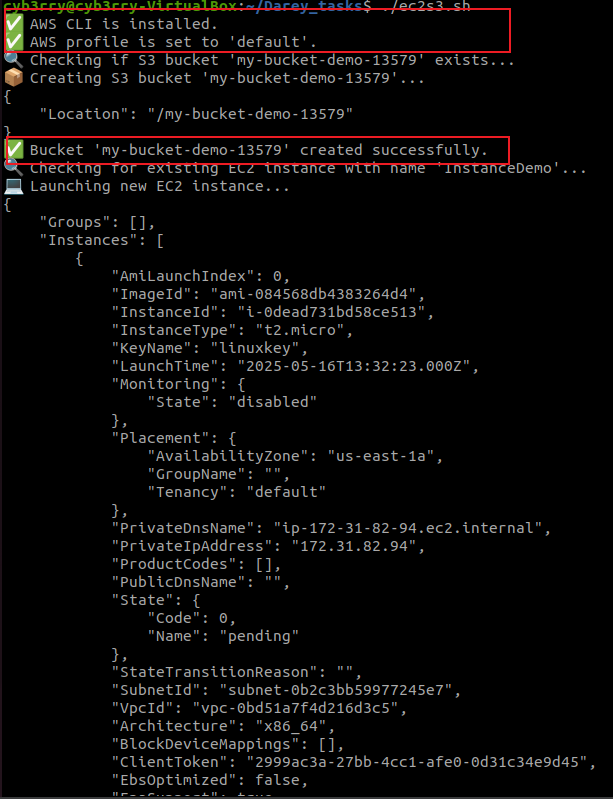 cyb3rry@cyb3rry-VirtualBox:~/Darey_tasks$ ./ec2s3.sh
✅ AWS CLI is installed.
✅ AWS profile is set to 'default'.
🔍 Checking if S3 bucket 'my-bucket-demo-13579' exists...
📦 Creating S3 bucket 'my-bucket-demo-13579'...
{
    "Location": "/my-bucket-demo-13579"
}
✅ Bucket 'my-bucket-demo-13579' created successfully.
🔍 Checking for existing EC2 instance with name 'InstanceDemo'...
💻 Launching new EC2 instance...
{
    "Groups": [],
    "Instances": [
        {
            "AmiLaunchIndex": 0,
            "ImageId": "ami-084568db4383264d4",
            "InstanceId": "i-0dead731bd58ce513",
            "InstanceType": "t2.micro",
            "KeyName": "linuxkey",
            "LaunchTime": "2025-05-16T13:32:23.000Z",
            "Monitoring": {
                "State": "disabled"
            },
            "Placement": {
                "AvailabilityZone": "us-east-1a",
                "GroupName": "",
                "Tenancy": "default"
            },
            "PrivateDnsName": "ip-172-31-82-94.ec2.internal",
            "PrivateIpAddress": "172.31.82.94",
            "ProductCodes": [],
            "PublicDnsName": "",
            "State": {
                "Code": 0,
                "Name": "pending"
            },
            "StateTransitionReason": "",
            "SubnetId": "subnet-0b2c3bb59977245e7",
            "VpcId": "vpc-0bd51a7f4d216d3c5",
            "Architecture": "x86_64",
            "BlockDeviceMappings": [],
            "ClientToken": "2999ac3a-27bb-4cc1-afe0-0d31c34e9d45",
            "EbsOptimized": false,
            "EnaSupport": true,